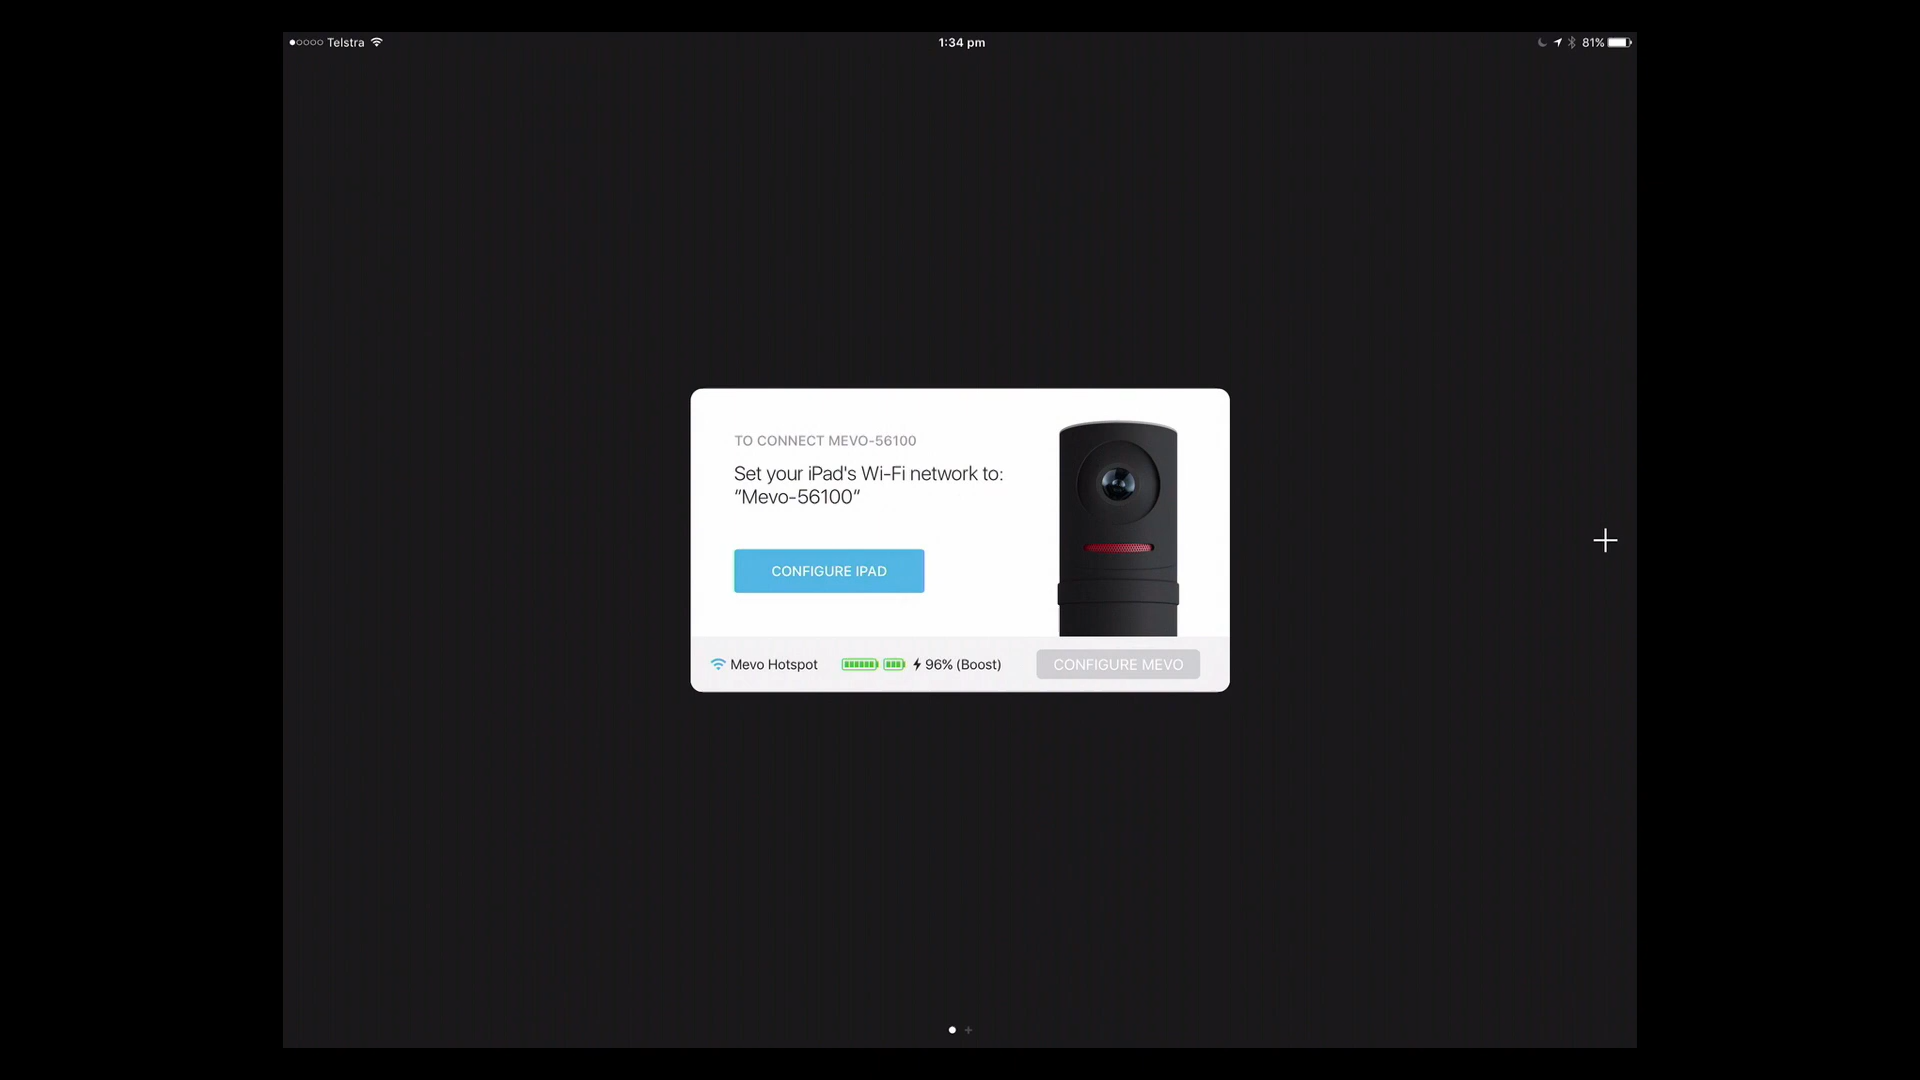 Telstra
1:34 pm
81%
TO CONNECT MEVO-56100
Set your iPad's Wi-Fi network to:
"Mevo-56100"
CONFIGURE IPAD
Mevo Hotspot
96% (Boost)
CONFIGURE MEVO